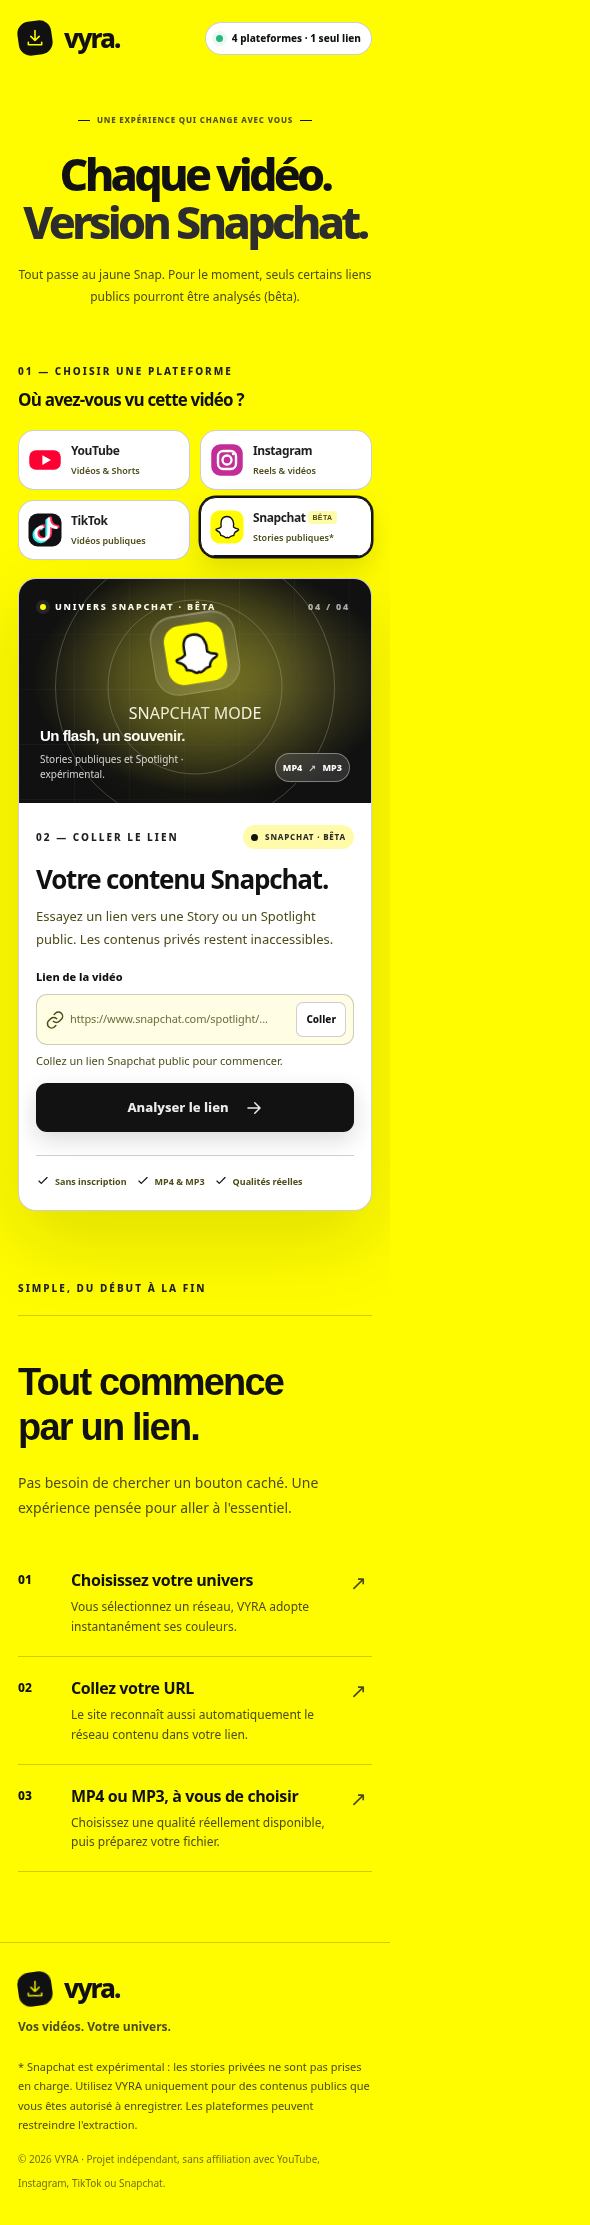 vyra.
4 plateformes · 1 seul lien
UNE EXPÉRIENCE QUI CHANGE AVEC VOUS
Chaque vidéo.
Version Snapchat.
Tout passe au jaune Snap. Pour le moment, seuls certains liens
publics pourront être analysés (bêta).
01 — CHOISIR UNE PLATEFORME
Où avez-vous vu cette vidéo ?
YouTube
Vidéos & Shorts
Instagram
Reels & vidéos
TikTok
Vidéos publiques
Snapchat BÊTA
Stories publiques*
UNIVERS SNAPCHAT · BÊTA
04 / 04
SNAPCHAT MODE
Un flash, un souvenir.
Stories publiques et Spotlight ·
expérimental.
MP4 ↗ MP3
02 — COLLER LE LIEN
SNAPCHAT · BÊTA
Votre contenu Snapchat.
Essayez un lien vers une Story ou un Spotlight
public. Les contenus privés restent inaccessibles.
Lien de la vidéo
https://www.snapchat.com/spotlight/...
Coller
Collez un lien Snapchat public pour commencer.
Analyser le lien →
Sans inscription
MP4 & MP3
Qualités réelles
SIMPLE, DU DÉBUT À LA FIN
Tout commence
par un lien.
Pas besoin de chercher un bouton caché. Une
expérience pensée pour aller à l'essentiel.
01
Choisissez votre univers
↗
Vous sélectionnez un réseau, VYRA adopte
instantanément ses couleurs.
02
Collez votre URL
↗
Le site reconnaît aussi automatiquement le
réseau contenu dans votre lien.
03
MP4 ou MP3, à vous de choisir
↗
Choisissez une qualité réellement disponible,
puis préparez votre fichier.
vyra.
Vos vidéos. Votre univers.
* Snapchat est expérimental : les stories privées ne sont pas prises
en charge. Utilisez VYRA uniquement pour des contenus publics que
vous êtes autorisé à enregistrer. Les plateformes peuvent
restreindre l'extraction.
© 2026 VYRA · Projet indépendant, sans affiliation avec YouTube,
Instagram, TikTok ou Snapchat.